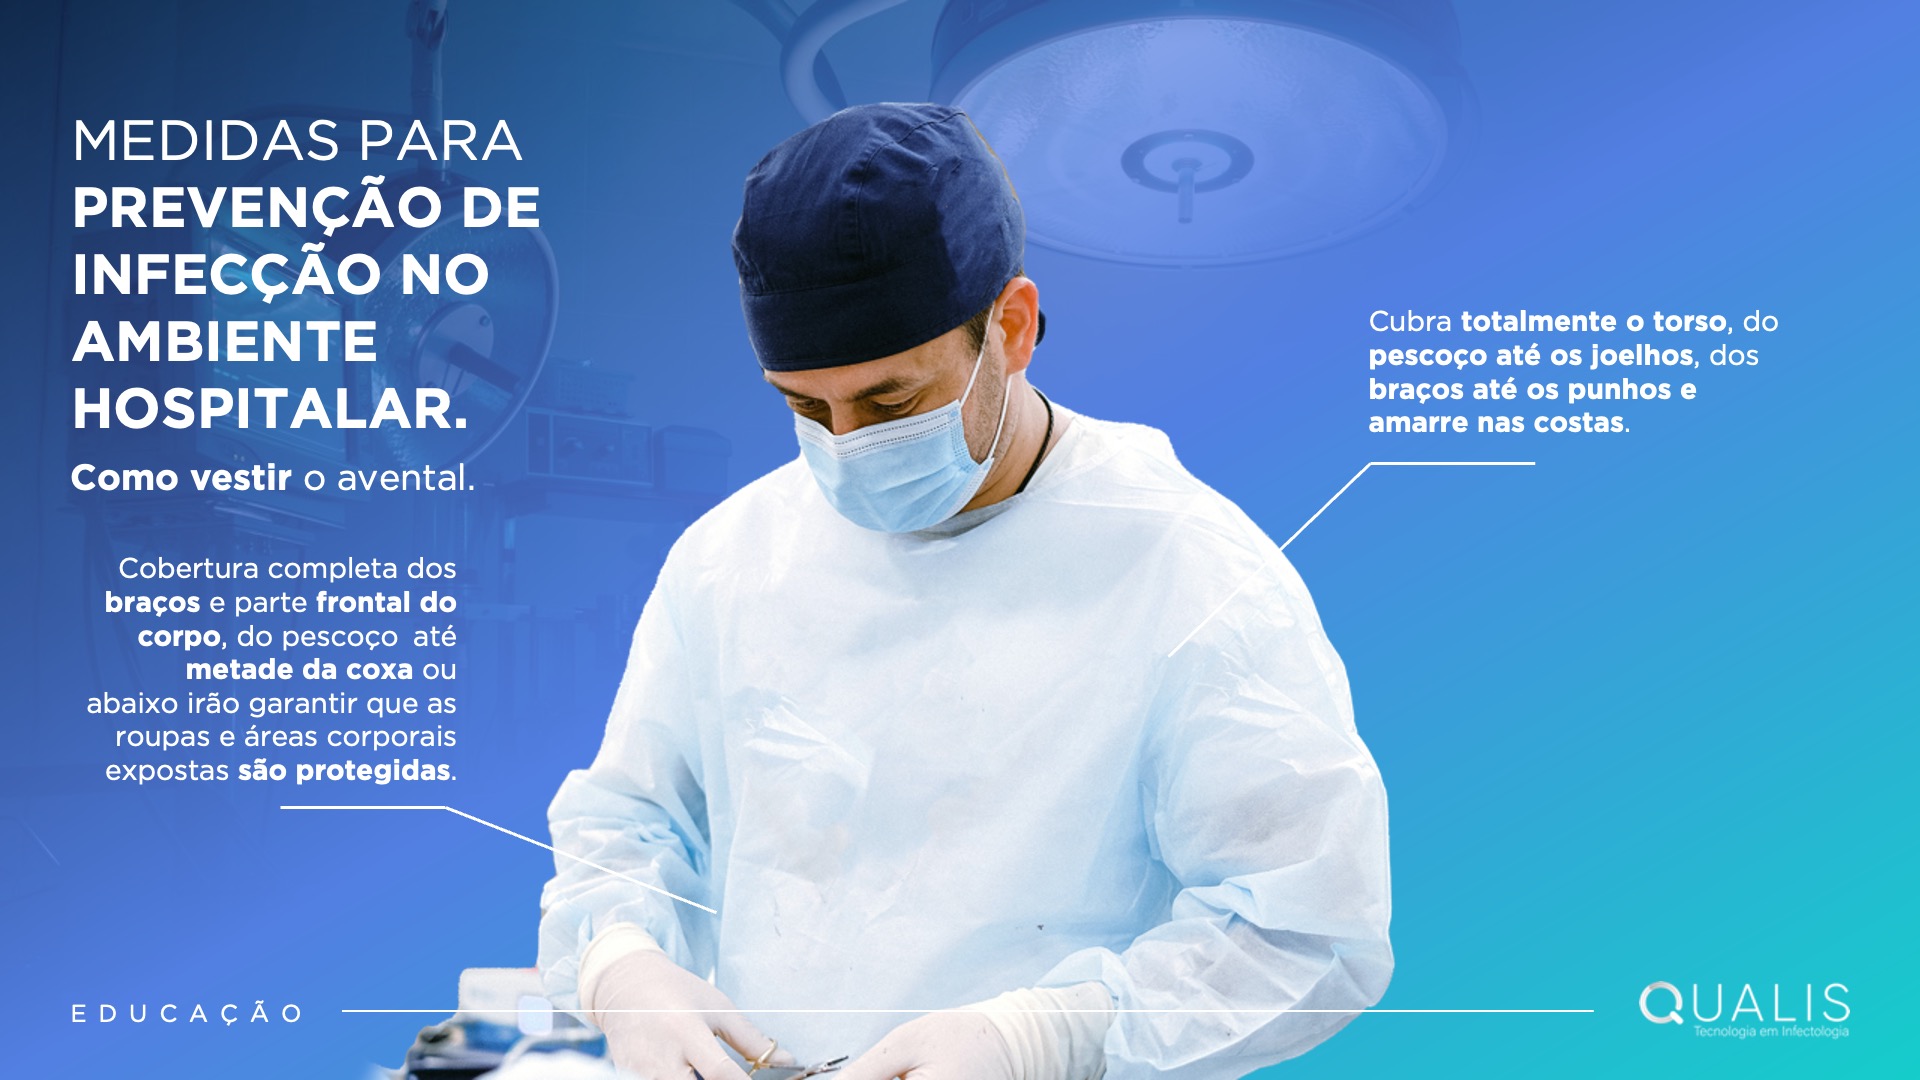 MEDIDAS PARA
PREVENÇÃO DE
INFECÇÃO NO
AMBIENTE
HOSPITALAR.
Como vestir o avental.
Cobertura completa dos
braços e parte frontal do
corpo, do pescoço até
metade da coxa ou
abaixo irão garantir que as
roupas e áreas corporais
expostas são protegidas.
Cubra totalmente o torso, do
pescoço até os joelhos, dos
braços até os punhos e
amarre nas costas.
EDUCAÇÃO
QUALIS
Tecnologia em Infectologia